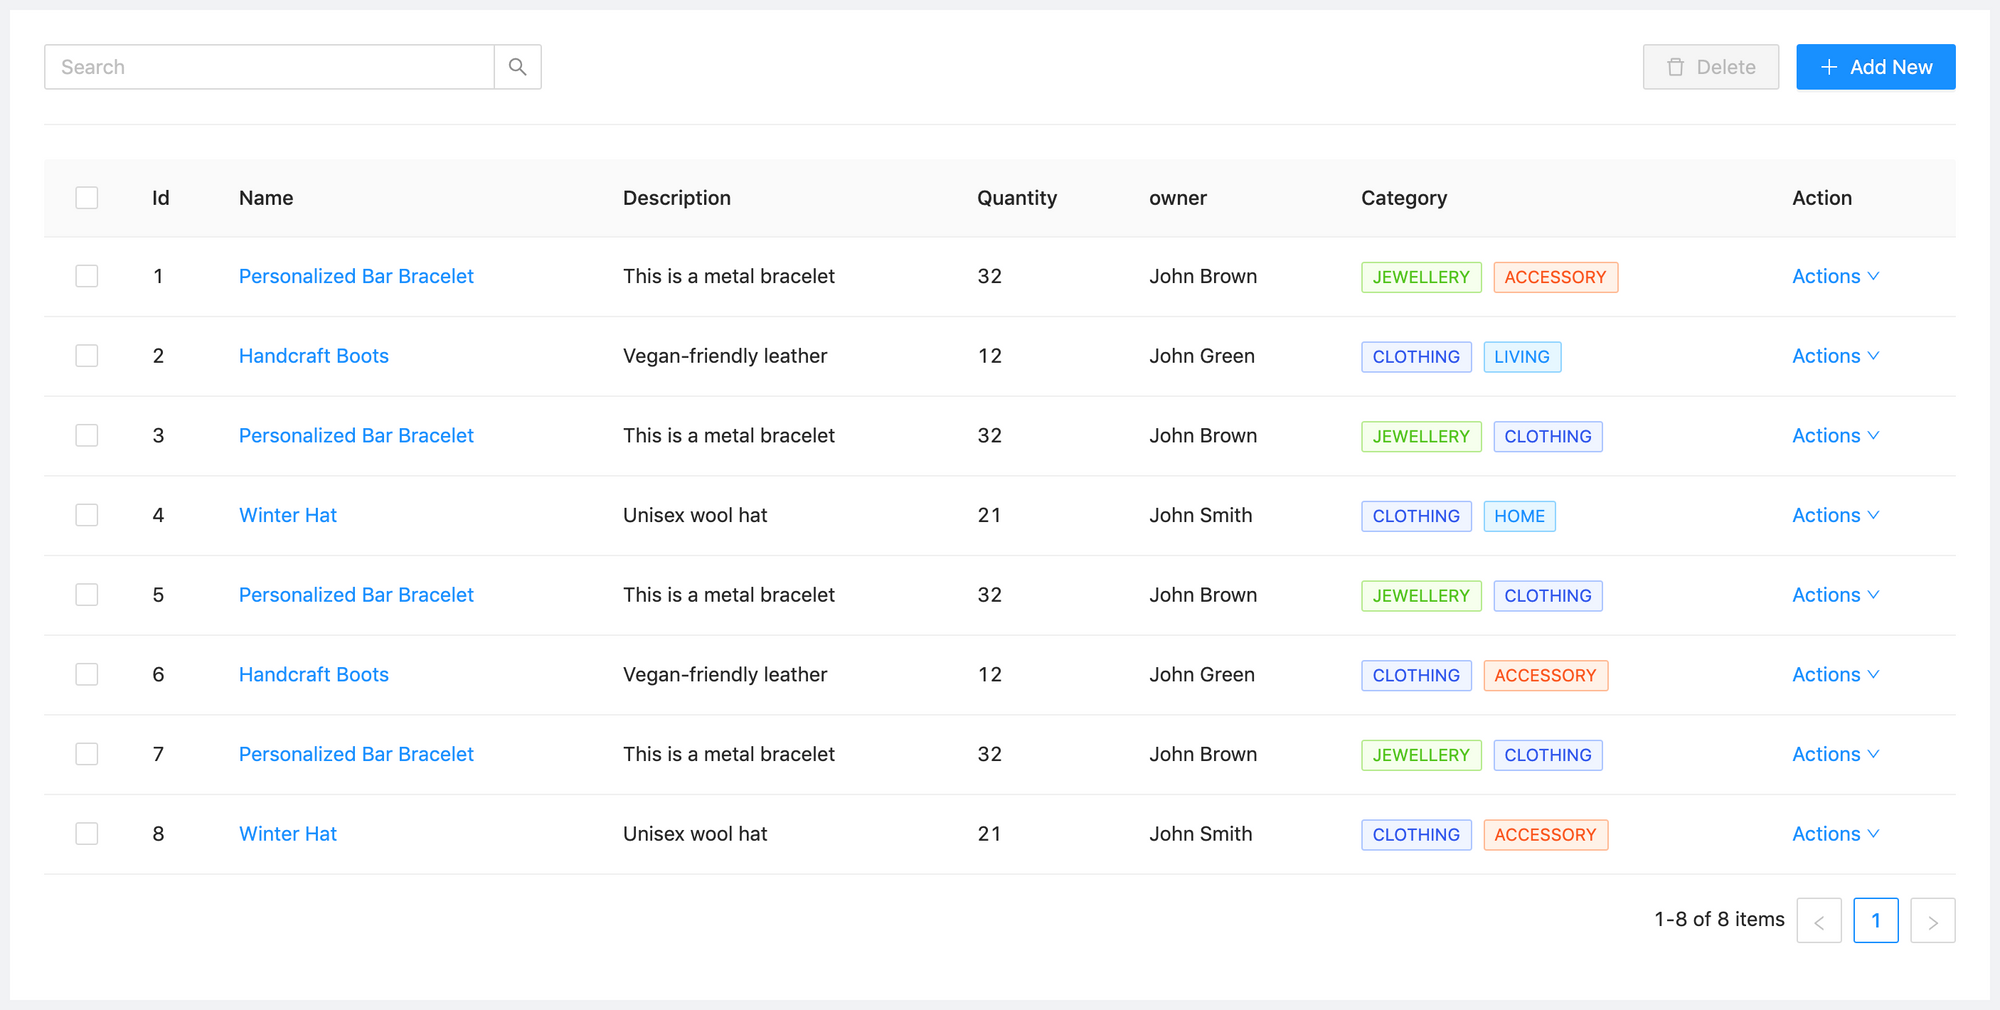 Search Delete Add New
Id Name Description Quantity owner Category Action
1 Personalized Bar Bracelet This is a metal bracelet 32 John Brown JEWELLERY ACCESSORY Actions
2 Handcraft Boots Vegan-friendly leather 12 John Green CLOTHING LIVING Actions
3 Personalized Bar Bracelet This is a metal bracelet 32 John Brown JEWELLERY CLOTHING Actions
4 Winter Hat Unisex wool hat 21 John Smith CLOTHING HOME Actions
5 Personalized Bar Bracelet This is a metal bracelet 32 John Brown JEWELLERY CLOTHING Actions
6 Handcraft Boots Vegan-friendly leather 12 John Green CLOTHING ACCESSORY Actions
7 Personalized Bar Bracelet This is a metal bracelet 32 John Brown JEWELLERY CLOTHING Actions
8 Winter Hat Unisex wool hat 21 John Smith CLOTHING ACCESSORY Actions
1-8 of 8 items < 1 >